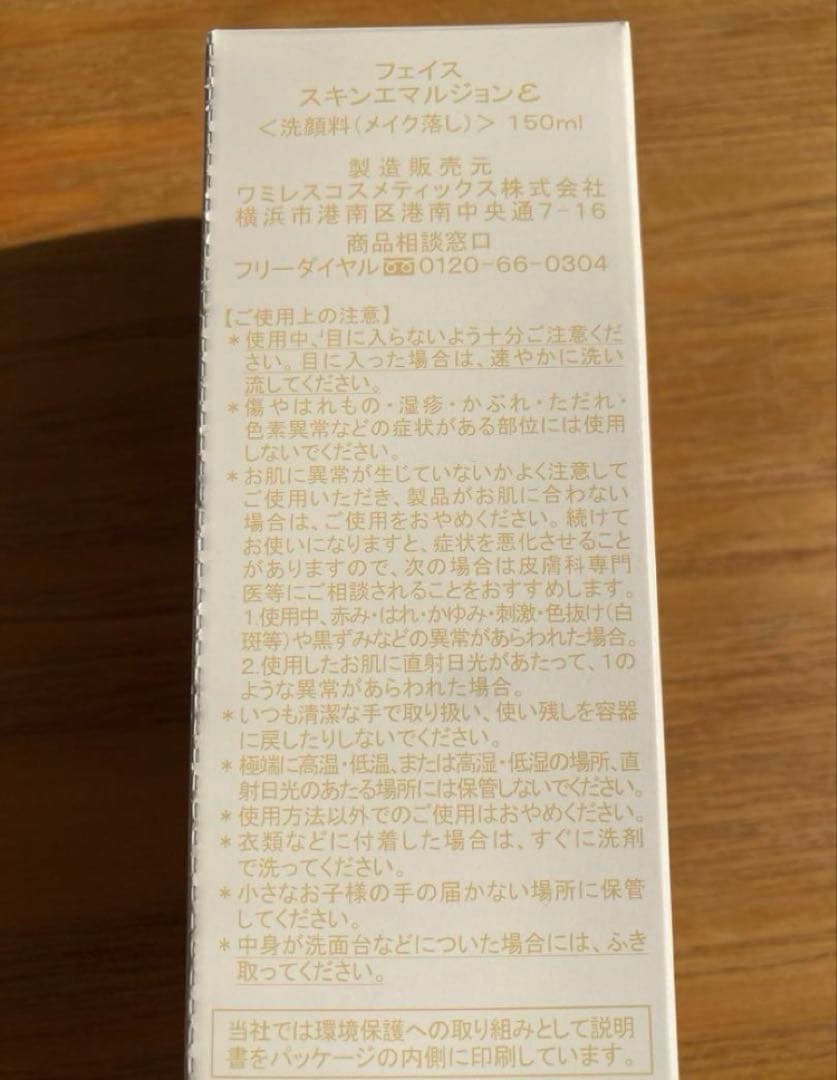 フェイス
スキンエマルジョンε
＜洗顔料(メイク落し)＞ 150ml
製造販売元
ワミレスコスメティックス株式会社
横浜市港南区港南中央通7-16
商品相談窓口
フリーダイヤル 0120-66-0304
【ご使用上の注意】
＊使用中、目に入らないよう十分ご注意くだ
さい。目に入った場合は、速やかに洗い
流してください。
＊傷やはれもの・湿疹・かぶれ・ただれ・
色素異常などの症状がある部位には使用
しないでください。
＊お肌に異常が生じていないかよく注意して
ご使用いただき、製品がお肌に合わない
場合は、ご使用をおやめください。続けて
お使いになりますと、症状を悪化させること
がありますので、次の場合は皮膚科専門
医等にご相談されることをおすすめします。
1.使用中、赤み・はれ・かゆみ・刺激・色抜け(白
斑等)や黒ずみなどの異常があらわれた場合。
2.使用したお肌に直射日光があたって、1の
ような異常があらわれた場合。
＊いつも清潔な手で取り扱い、使い残しを容器
に戻したりしないでください。
＊極端に高温・低温、または高湿・低湿の場所、直
射日光のあたる場所には保管しないでください。
＊使用方法以外でのご使用はおやめください。
＊衣類などに付着した場合は、すぐに洗剤
で洗ってください。
＊小さなお子様の手の届かない場所に保管
してください。
＊中身が洗面台などについた場合には、ふき
取ってください。
当社では環境保護への取り組みとして説明
書をパッケージの内側に印刷しています。